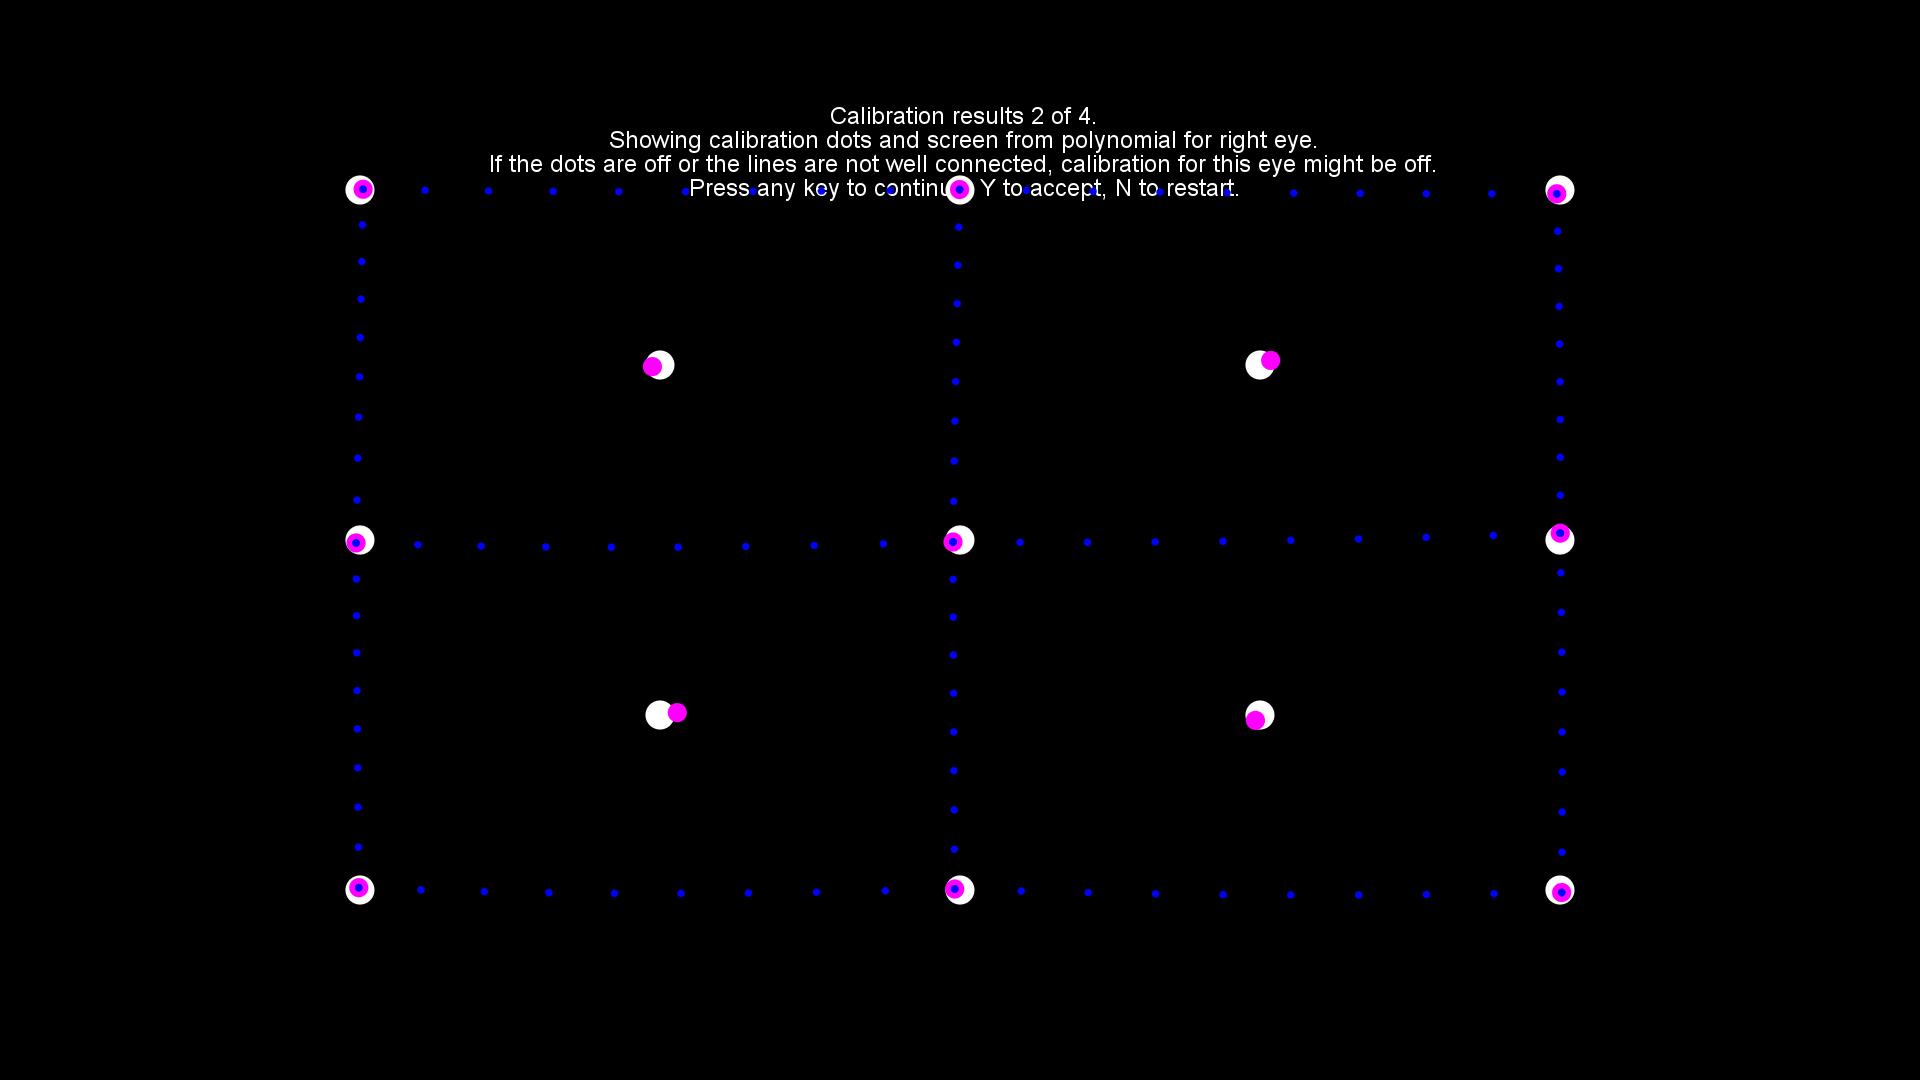 Calibration results 2 of 4.
Showing calibration dots and screen from polynomial for right eye.
If the dots are off or the lines are not well connected, calibration for this eye might be off.
Press any key to continue, Y to accept, N to restart.